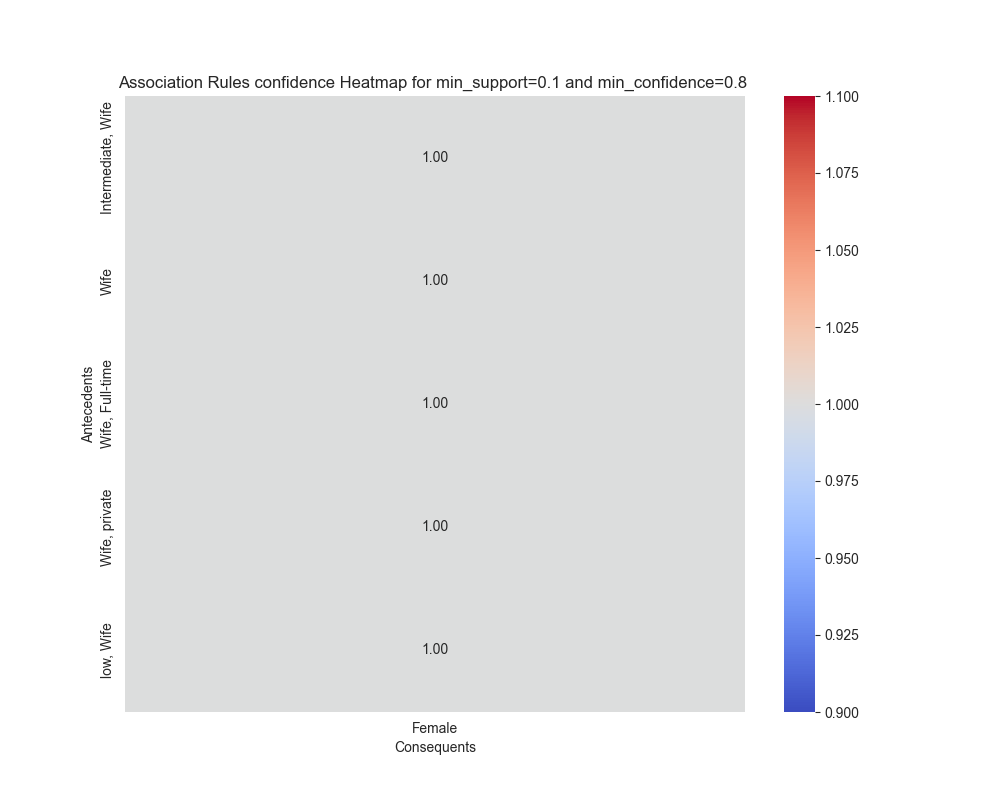 Association Rules confidence Heatmap for min_support=0.1 and min_confidence=0.8
Antecedents
Intermediate, Wife
Wife
Wife, Full-time
Wife, private
low, Wife
1.00
1.00
1.00
1.00
1.00
Female
Consequents
1.100
1.075
1.050
1.025
1.000
0.975
0.950
0.925
0.900